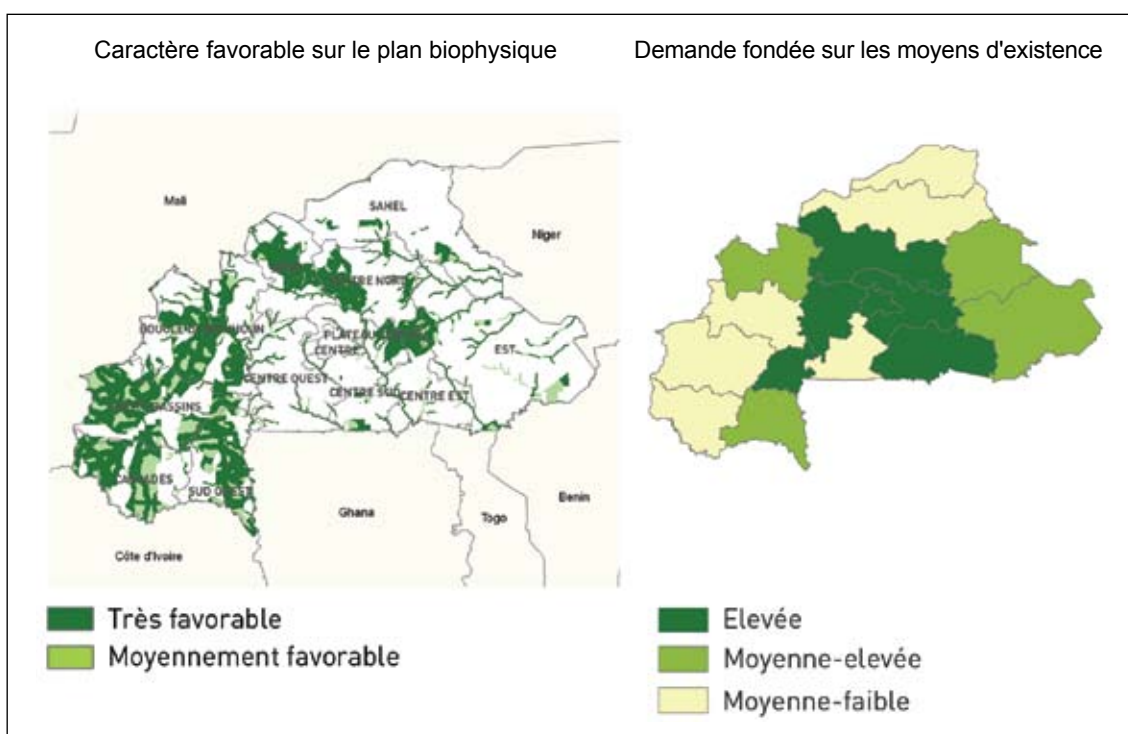 Caractère favorable sur le plan biophysique
Demande fondée sur les moyens d'existence
Mali
SAHEL
Niger
CENTRE NORD
PLATEAU
CENTRE
EST
CENTRE OUEST
CENTRE SUD
CENTRE EST
CASCADES
SUD OUEST
Ghana
Togo
Benin
Côte d'Ivoire
Très favorable
Moyennement favorable
Elevée
Moyenne-elevée
Moyenne-faible